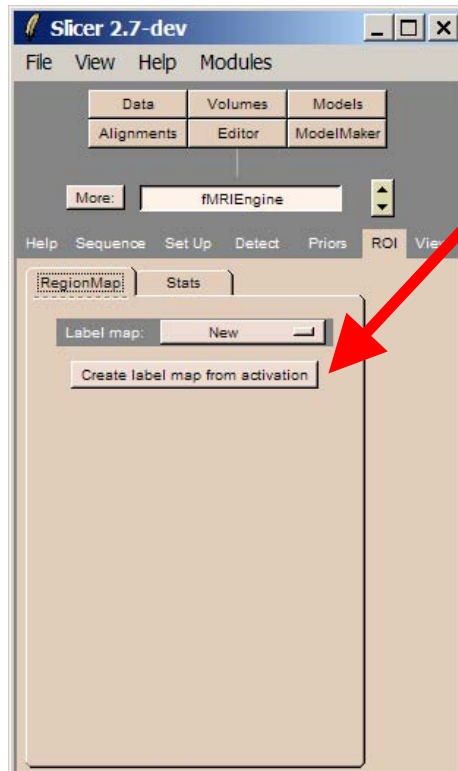 Slicer 2.7-dev
File View Help Modules
Data Volumes Models
Alignments Editor ModelMaker
More: fMRIEngine
Help Sequence Set Up Detect Priors ROI View
RegionMap Stats
Label map: New
Create label map from activation